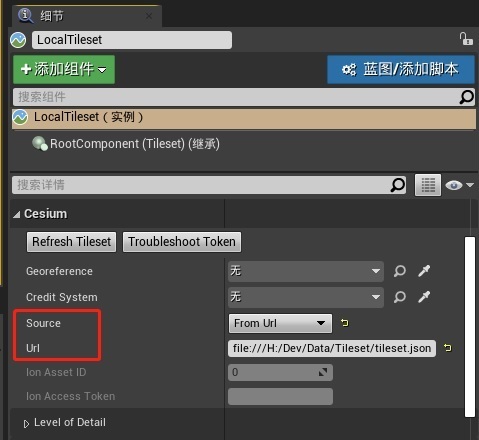 细节
LocalTileset
+添加组件
蓝图/添加脚本
搜索组件
LocalTileset（实例）
RootComponent (Tileset) (继承)
搜索详情
Cesium
Refresh Tileset Troubleshoot Token
Georeference 无
Credit System 无
Source From Url
Url file:///H:/Dev/Data/Tileset/tileset.json
Ion Asset ID 0
Ion Access Token
Level of Detail